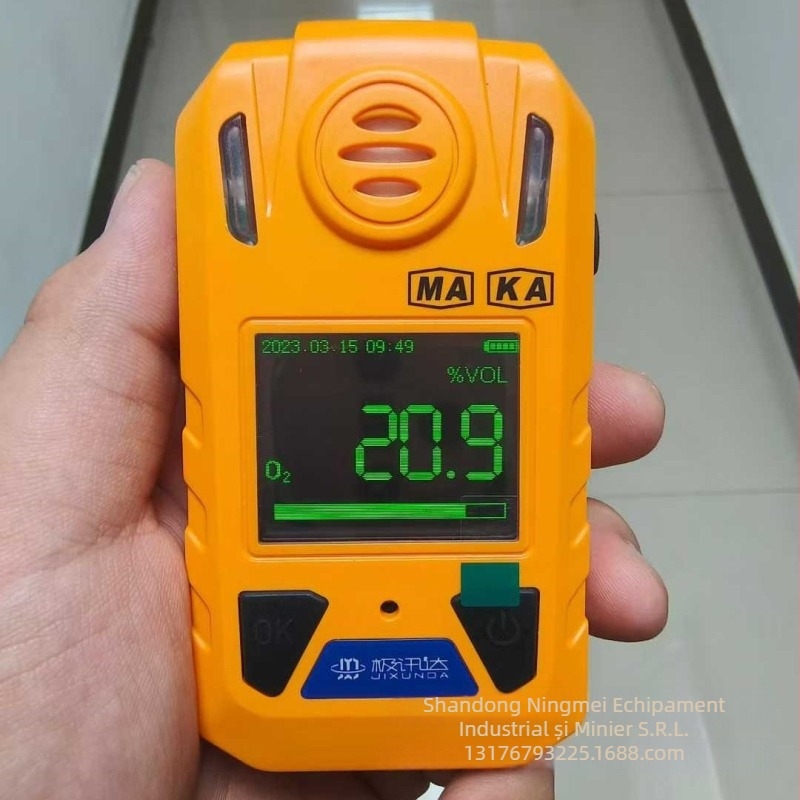 MA KA
2023.03-15 09:49
%VOL
20.9
O₂
OK
极讯达
JIXUNDA
Shandong Ningmei Echipament
Industrial și Minier S.R.L.
13176793225.1688.com